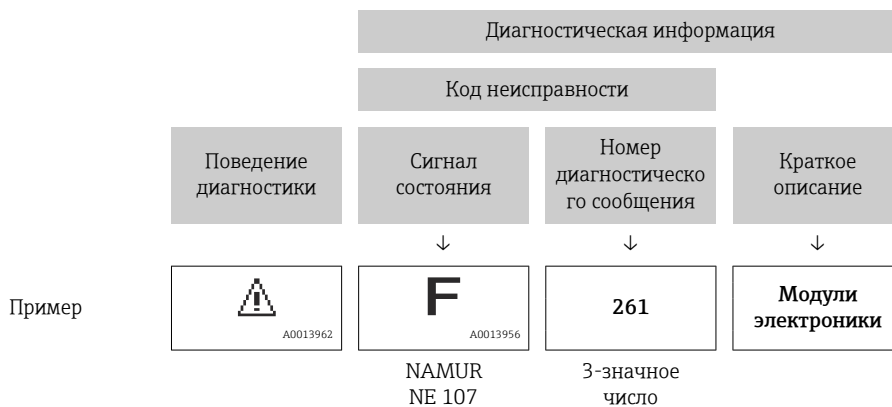 Диагностическая информация
Код неисправности
Поведение
диагностики
Сигнал
состояния
Номер
диагностическо
го сообщения
Краткое
описание
↓ ↓ ↓
Пример
A0013962
F
A0013956
261
Модули
электроники
NAMUR
NE 107
3-значное
число